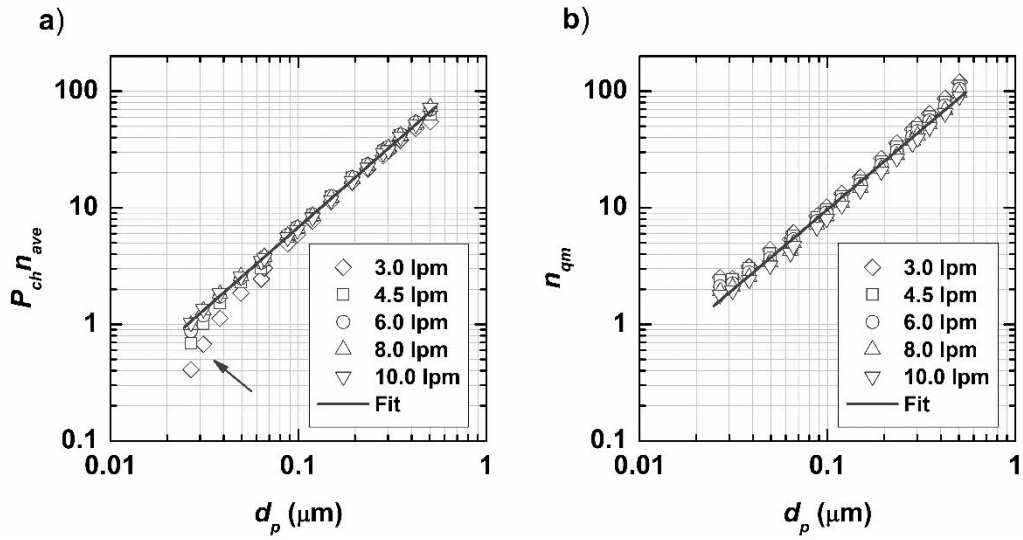 a)
100
10
1
0.1
P_ch n_ave
3.0 lpm
4.5 lpm
6.0 lpm
8.0 lpm
10.0 lpm
Fit
0.01 0.1 1
d_p (μm)
b)
100
10
1
0.1
n_qm
3.0 lpm
4.5 lpm
6.0 lpm
8.0 lpm
10.0 lpm
Fit
0.01 0.1 1
d_p (μm)